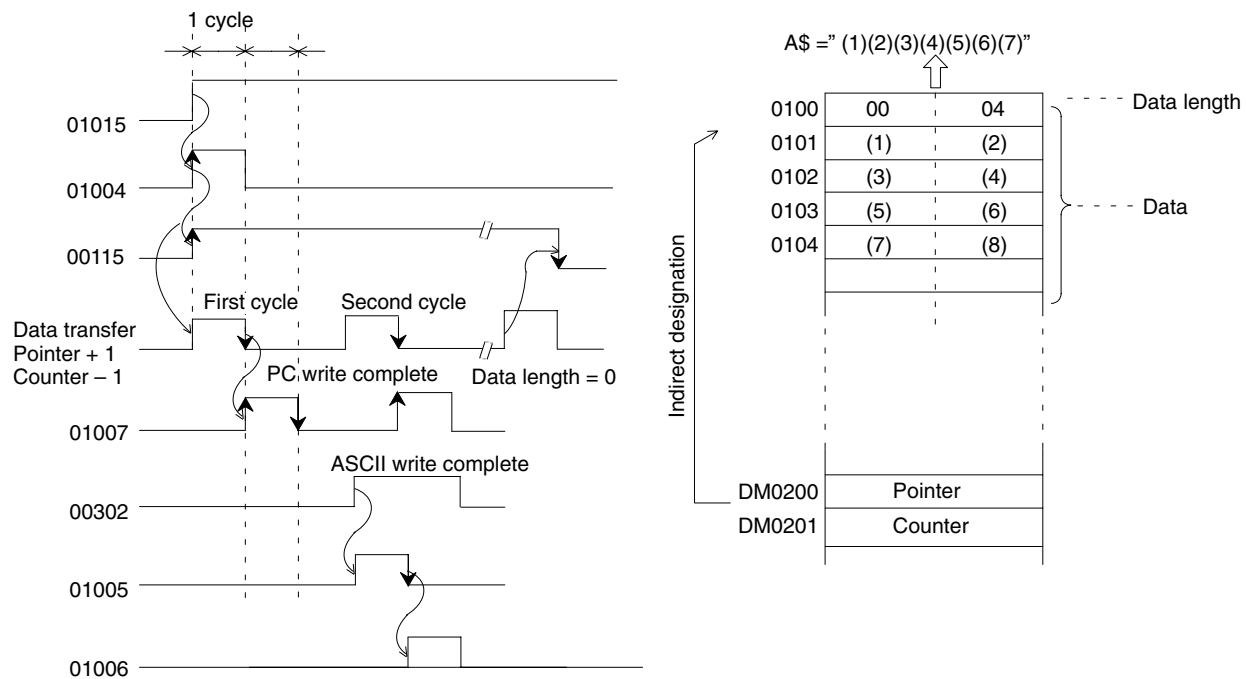 1 cycle
01015
01004
00115
First cycle
Second cycle
Data transfer
Pointer + 1
Counter – 1
PC write complete
Data length = 0
01007
ASCII write complete
00302
01005
01006
A$ =” (1)(2)(3)(4)(5)(6)(7)”
0100 00 04 Data length
0101 (1) (2)
0102 (3) (4)
0103 (5) (6) Data
0104 (7) (8)
Indirect designation
DM0200 Pointer
DM0201 Counter